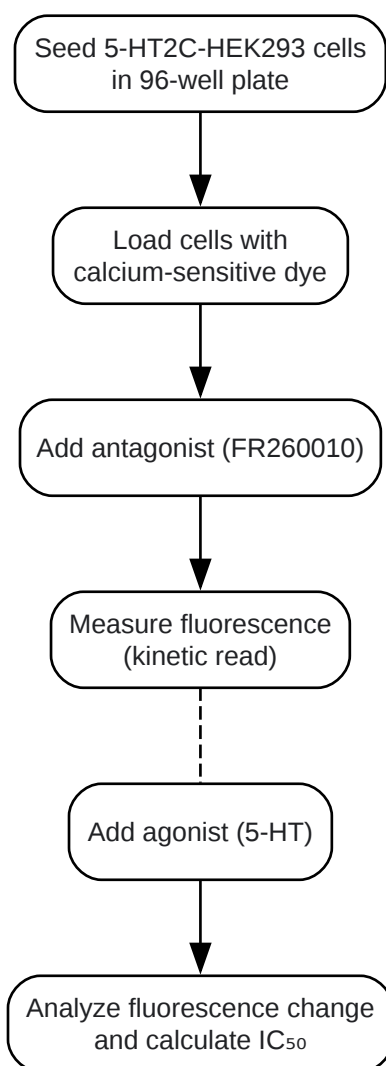 Seed 5-HT2C-HEK293 cells
in 96-well plate
Load cells with
calcium-sensitive dye
Add antagonist (FR260010)
Measure fluorescence
(kinetic read)
Add agonist (5-HT)
Analyze fluorescence change
and calculate IC₅₀